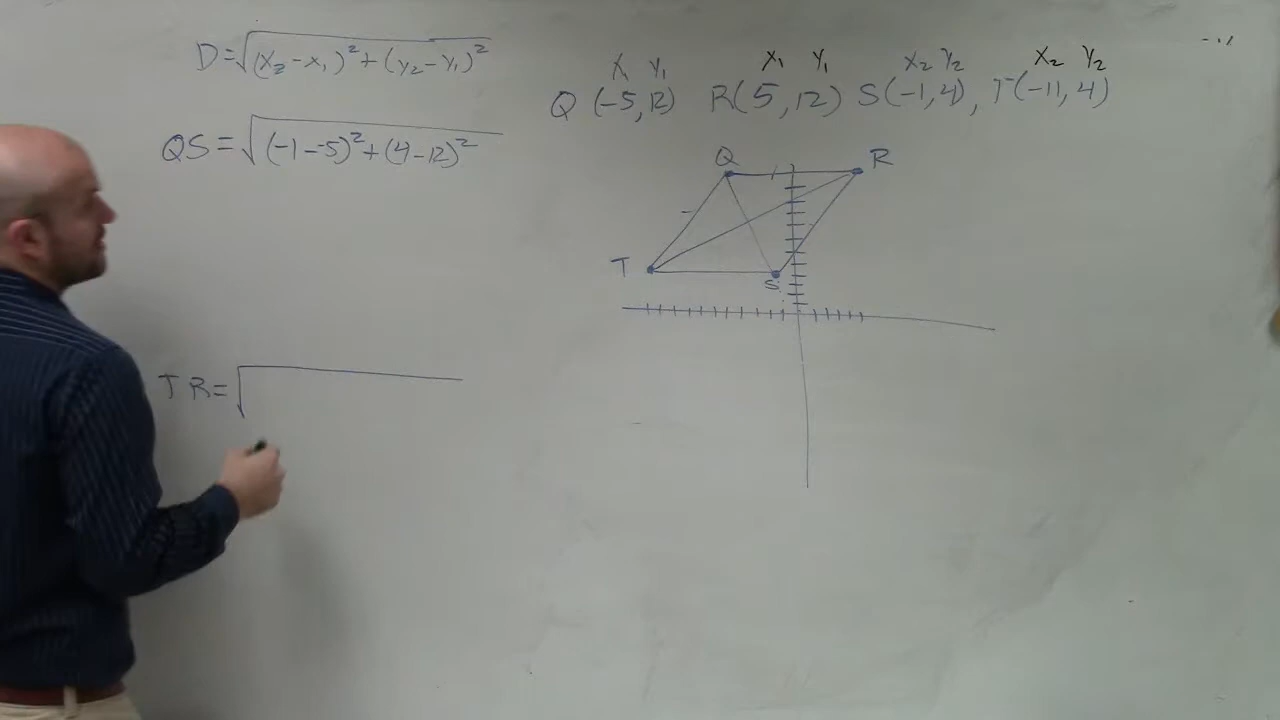 D=√(x₂-x₁)²+(y₂-y₁)²
X₁ Y₁ X₁ Y₁ X₂ Y₂ X₂ Y₂
Q (-5,12) R(5,12) S(-1,4), T(-11,4)
QS=√(-1--5)²+(4-12)²
Q R
T S
TR=√